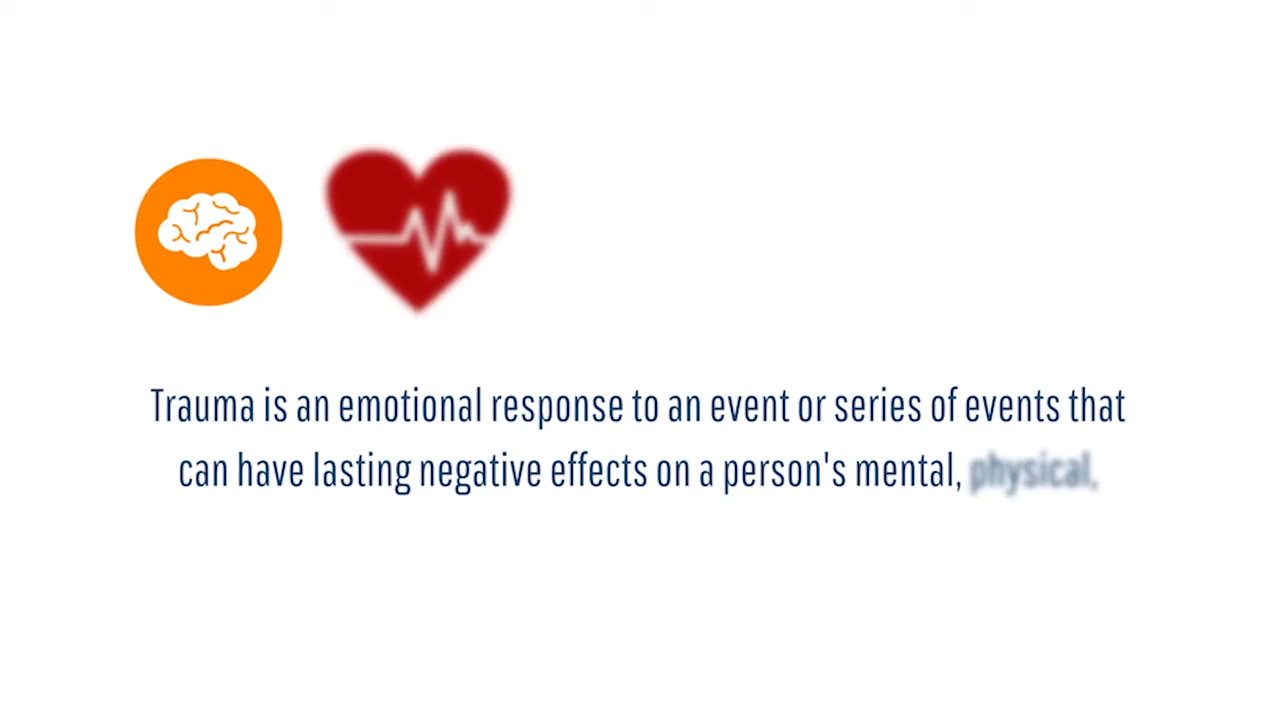 Trauma is an emotional response to an event or series of events that
can have lasting negative effects on a person's mental, physical,